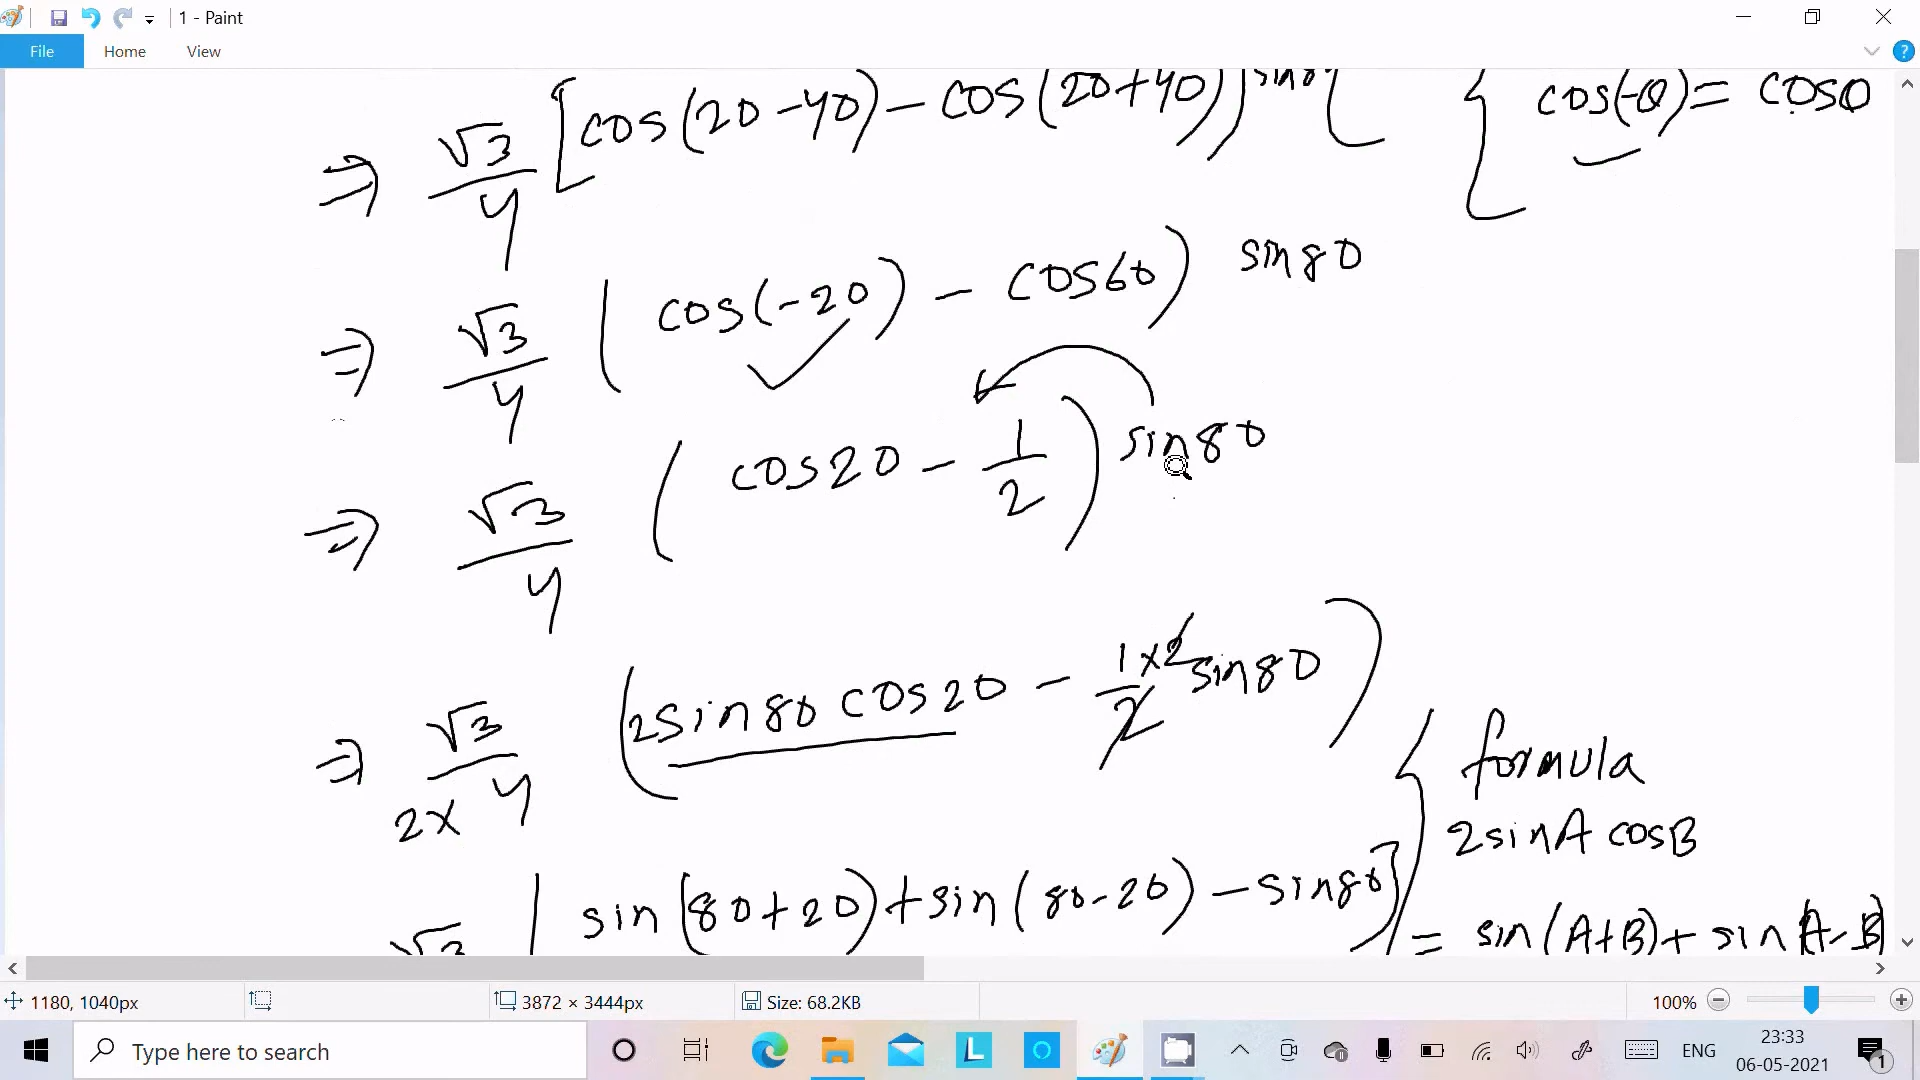 1 - Paint
File Home View
⇒ √3/4 [cos(20-40) - cos(20+40)] sin80 { cos(-θ) = cosθ
⇒ √3/4 (cos(-20) - cos60) sin80
⇒ √3/4 (cos20 - 1/2) sin80
⇒ √3/2×4 (2sin80 cos20 - 1×2/2 sin80)
{ formula
2sinA cosB
√3 [sin(80+20) + sin(80-20) - sin80]
= sin(A+B) + sin(A-B)
1180, 1040px 3872 × 3444px Size: 68.2KB 100%
Type here to search L ENG 23:33
06-05-2021 1